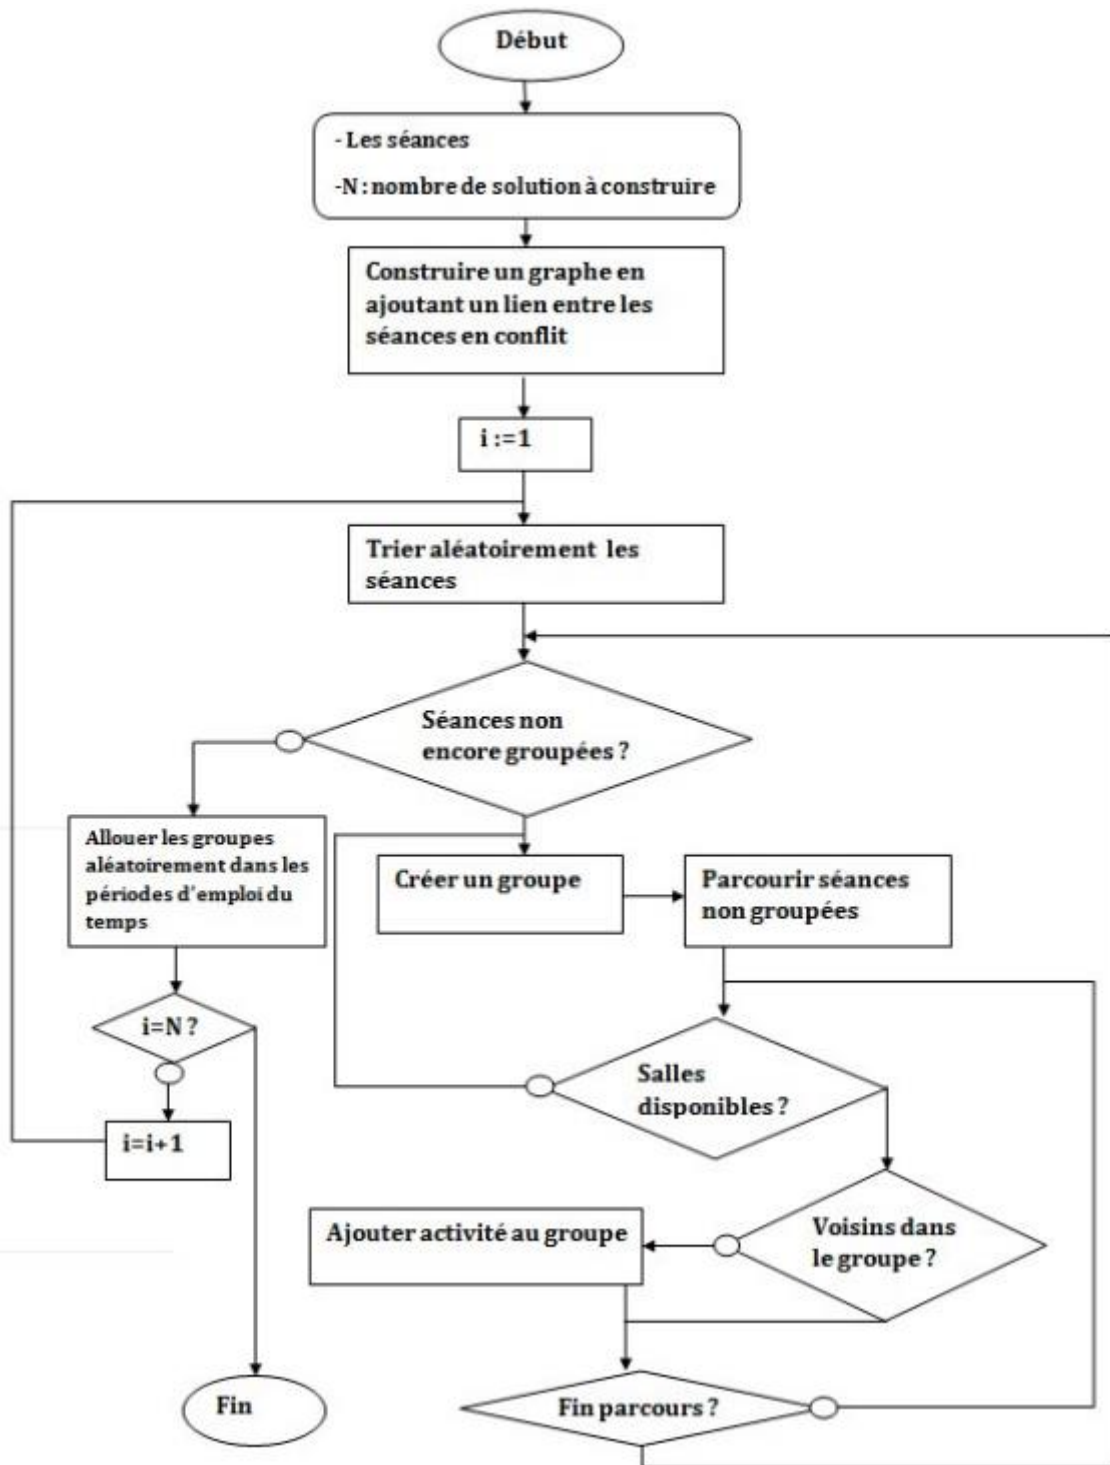 Début
- Les séances
-N : nombre de solution à construire
Construire un graphe en
ajoutant un lien entre les
séances en conflit
i :=1
Trier aléatoirement les
séances
Séances non
encore groupées ?
Allouer les groupes
aléatoirement dans les
périodes d'emploi du
temps
Créer un groupe
Parcourir séances
non groupées
i=N ?
Salles
disponibles ?
i=i+1
Ajouter activité au groupe
Voisins dans
le groupe ?
Fin
Fin parcours ?